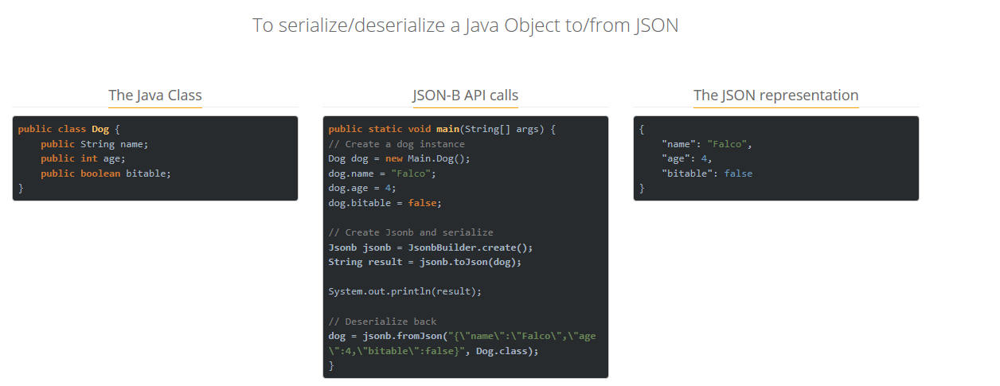 To serialize/deserialize a Java Object to/from JSON
The Java Class
public class Dog {
    public String name;
    public int age;
    public boolean bitable;
}
JSON-B API calls
public static void main(String[] args) {
// Create a dog instance
Dog dog = new Main.Dog();
dog.name = "Falco";
dog.age = 4;
dog.bitable = false;

// Create Jsonb and serialize
Jsonb jsonb = JsonbBuilder.create();
String result = jsonb.toJson(dog);

System.out.println(result);

// Deserialize back
dog = jsonb.fromJson("{\"name\":\"Falco\",\"age
\":4,\"bitable\":false}", Dog.class);
}
The JSON representation
{
    "name": "Falco",
    "age": 4,
    "bitable": false
}